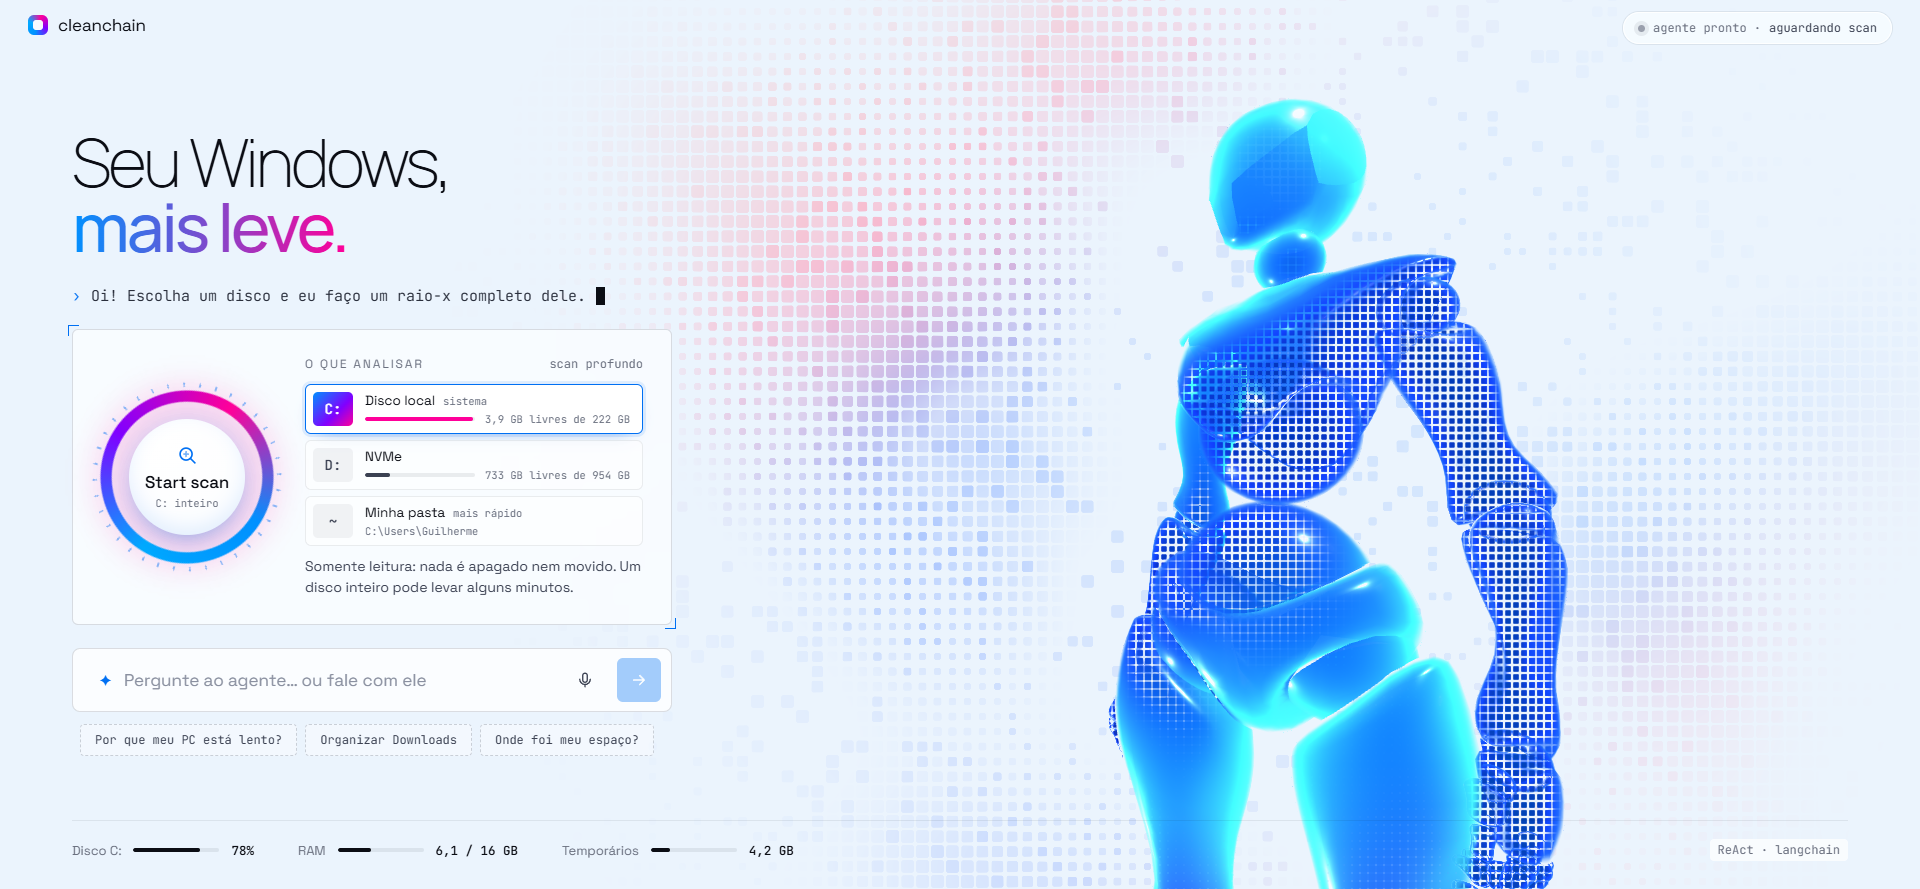 cleanchain
agente pronto · aguardando scan
Seu Windows,
mais leve.
› Oi! Escolha um disco e eu faço um raio-x completo dele.
O QUE ANALISAR
scan profundo
Start scan
C: inteiro
C:
Disco local sistema
3,9 GB livres de 222 GB
D:
NVMe
733 GB livres de 954 GB
~
Minha pasta mais rápido
C:\Users\Guilherme
Somente leitura: nada é apagado nem movido. Um
disco inteiro pode levar alguns minutos.
Pergunte ao agente... ou fale com ele
Por que meu PC está lento?
Organizar Downloads
Onde foi meu espaço?
Disco C: 78%
RAM 6,1 / 16 GB
Temporários 4,2 GB
ReAct · langchain